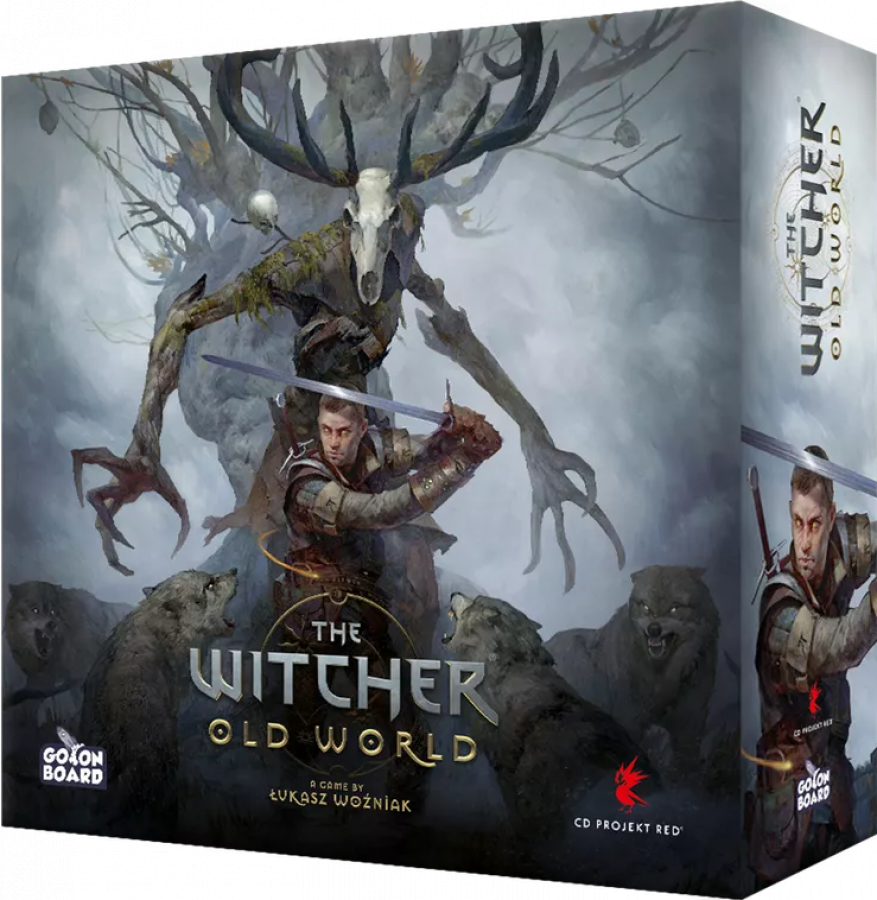 THE
WITCHER®
OLD WORLD
A GAME BY
ŁUKASZ WOŹNIAK
GO ON
BOARD
CD PROJEKT RED®
THE
WITCHER®
OLD WORLD
CD PROJEKT RED
GO ON
BOARD